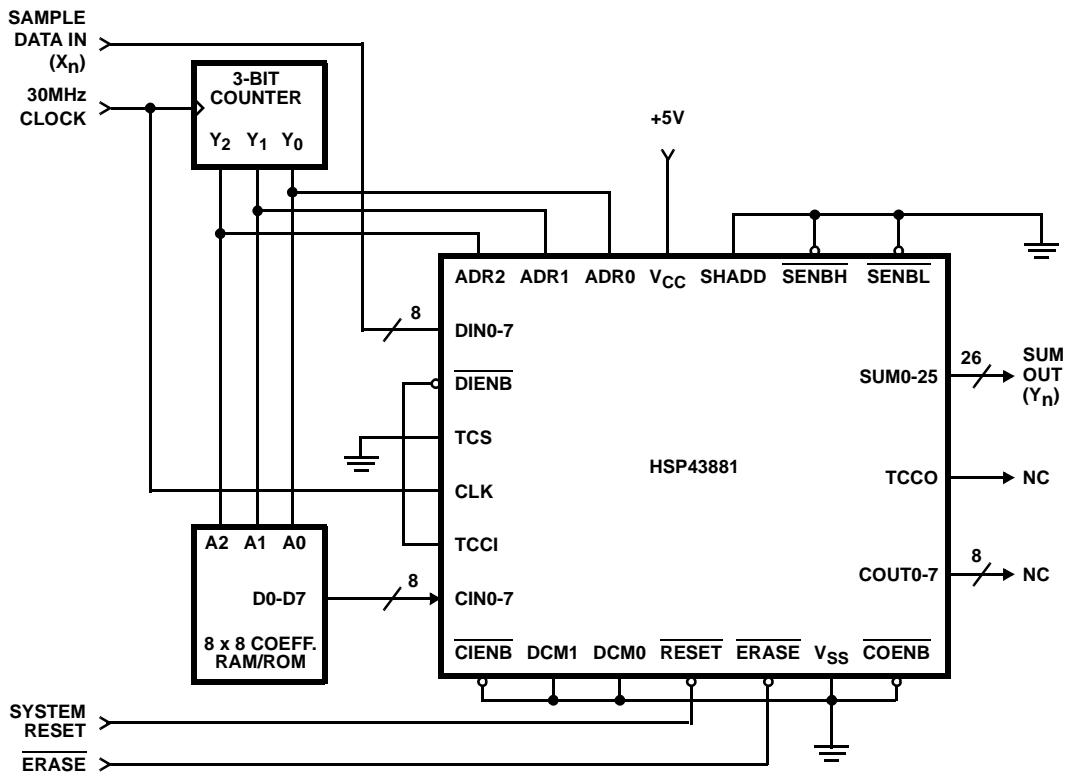 SAMPLE
DATA IN
(Xn)
30MHz
CLOCK
3-BIT
COUNTER
Y2 Y1 Y0
+5V
ADR2 ADR1 ADR0 VCC SHADD SENBH SENBL
DIN0-7
8
DIENB
TCS
CLK
TCCI
CIN0-7
8
HSP43881
SUM0-25
26
SUM
OUT
(Yn)
TCCO
NC
COUT0-7
8
NC
A2 A1 A0
D0-D7
8 x 8 COEFF.
RAM/ROM
CIENB DCM1 DCM0 RESET ERASE VSS COENB
SYSTEM
RESET
ERASE